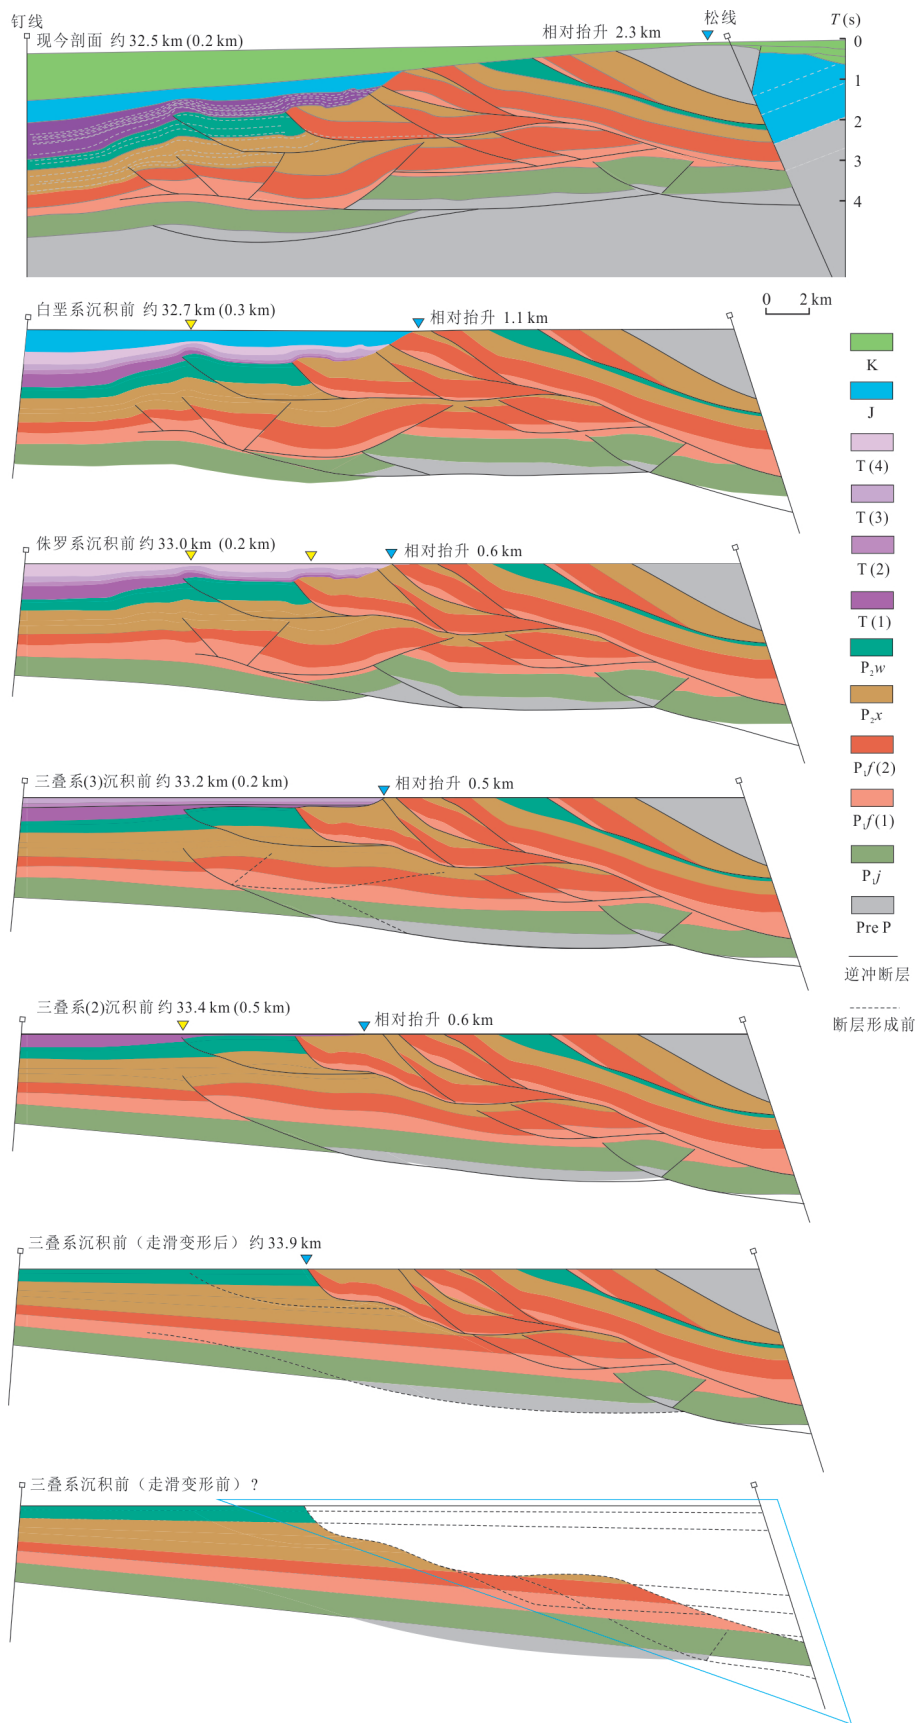 钉线
现今剖面 约 32.5 km (0.2 km)
相对抬升 2.3 km
松线
T (s)
0
1
2
3
4
白垩系沉积前 约 32.7 km (0.3 km)
相对抬升 1.1 km
0 2 km
侏罗系沉积前 约 33.0 km (0.2 km)
相对抬升 0.6 km
三叠系(3)沉积前 约 33.2 km (0.2 km)
相对抬升 0.5 km
三叠系(2)沉积前 约 33.4 km (0.5 km)
相对抬升 0.6 km
三叠系沉积前（走滑变形后）约 33.9 km
三叠系沉积前（走滑变形前）?
K
J
T (4)
T (3)
T (2)
T (1)
P₂w
P₂x
P₁f (2)
P₁f (1)
P₁j
Pre P
逆冲断层
断层形成前